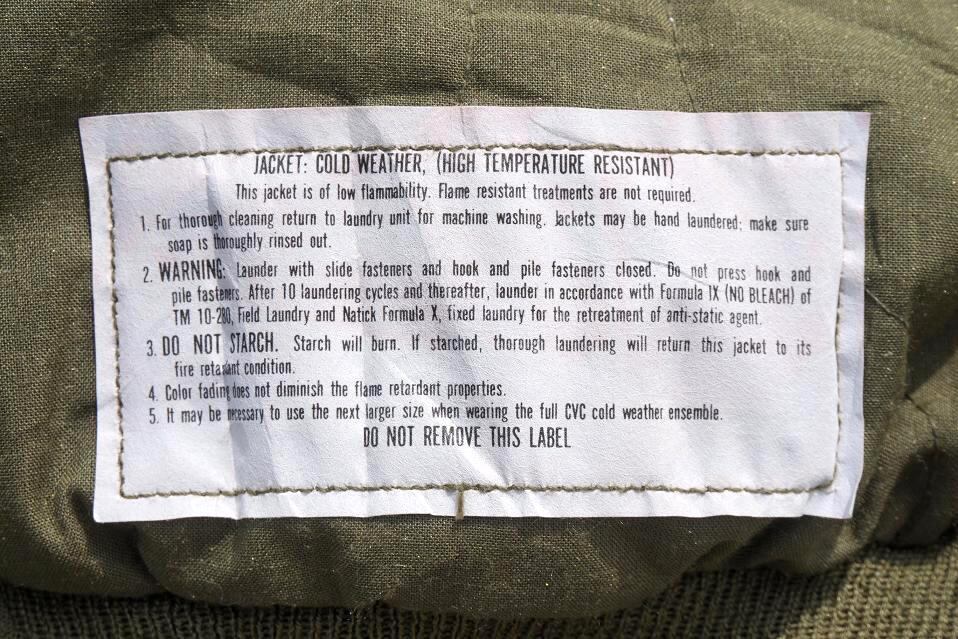 JACKET: COLD WEATHER, (HIGH TEMPERATURE RESISTANT)
This jacket is of low flammability. Flame resistant treatments are not required.
1. For thorough cleaning return to laundry unit for machine washing. Jackets may be hand laundered; make sure
soap is thoroughly rinsed out.
2. WARNING: Launder with slide fasteners and hook and pile fasteners closed. Do not press hook and
pile fasteners. After 10 laundering cycles and thereafter, launder in accordance with Formula IX (NO BLEACH) of
TM 10-280, Field Laundry and Natick Formula X, fixed laundry for the retreatment of anti-static agent.
3. DO NOT STARCH. Starch will burn. If starched, thorough laundering will return this jacket to its
fire retardant condition.
4. Color fading does not diminish the flame retardant properties.
5. It may be necessary to use the next larger size when wearing the full CVC cold weather ensemble.
DO NOT REMOVE THIS LABEL